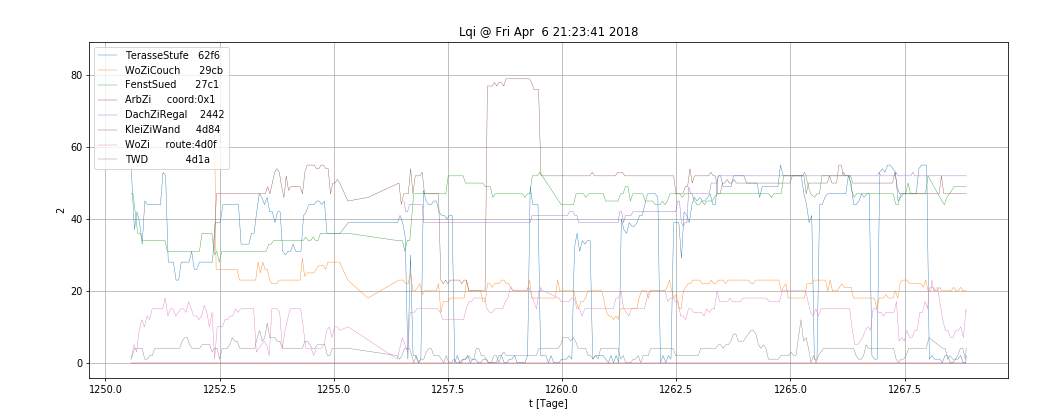 Lqi @ Fri Apr  6 21:23:41 2018
TerasseStufe   62f6
WoZiCouch      29cb
FenstSued      27c1
ArbZi     coord:0x1
DachZiRegal    2442
KleiZiWand     4d84
WoZi     route:4d0f
TWD            4d1a
80
60
40
20
0
2
1250.0 1252.5 1255.0 1257.5 1260.0 1262.5 1265.0 1267.5
t [Tage]